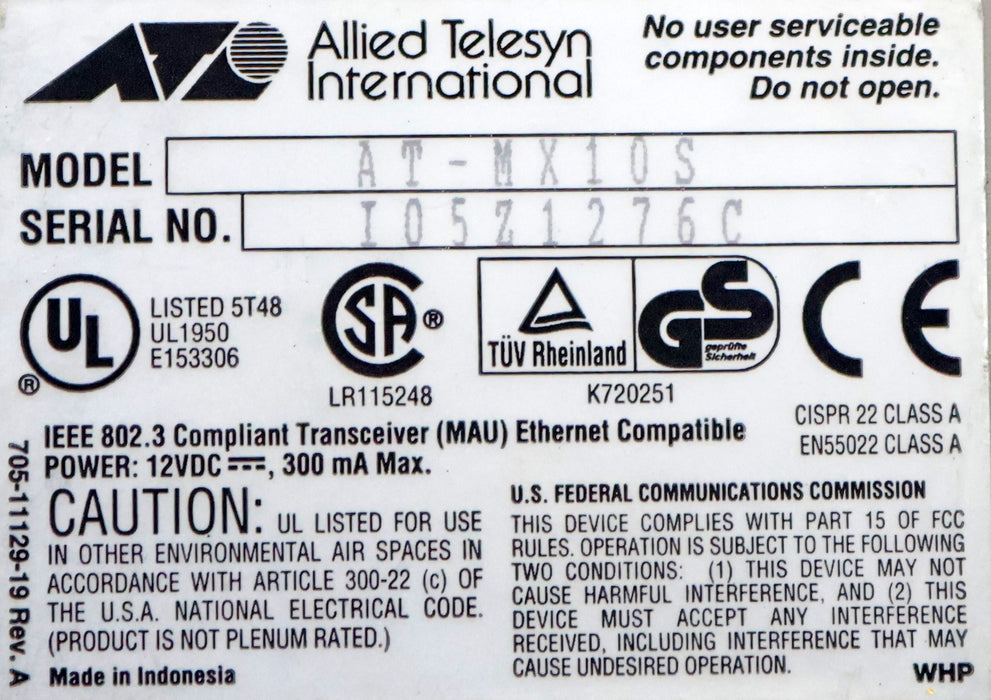 Allied Telesyn
International
No user serviceable
components inside.
Do not open.
MODEL AT-MX10S
SERIAL NO. I05Z1276C
UL
®
LISTED 5T48
UL1950
E153306
SA ®
LR115248
TÜV Rheinland
GS
geprüfte
Sicherheit
K720251
CE
CISPR 22 CLASS A
EN55022 CLASS A
IEEE 802.3 Compliant Transceiver (MAU) Ethernet Compatible
POWER: 12VDC ⎓, 300 mA Max.
CAUTION: UL LISTED FOR USE
IN OTHER ENVIRONMENTAL AIR SPACES IN
ACCORDANCE WITH ARTICLE 300-22 (c) OF
THE U.S.A. NATIONAL ELECTRICAL CODE.
(PRODUCT IS NOT PLENUM RATED.)
Made in Indonesia
U.S. FEDERAL COMMUNICATIONS COMMISSION
THIS DEVICE COMPLIES WITH PART 15 OF FCC
RULES. OPERATION IS SUBJECT TO THE FOLLOWING
TWO CONDITIONS: (1) THIS DEVICE MAY NOT
CAUSE HARMFUL INTERFERENCE, AND (2) THIS
DEVICE MUST ACCEPT ANY INTERFERENCE
RECEIVED, INCLUDING INTERFERENCE THAT MAY
CAUSE UNDESIRED OPERATION.
WHP
705-11129-19 Rev. A